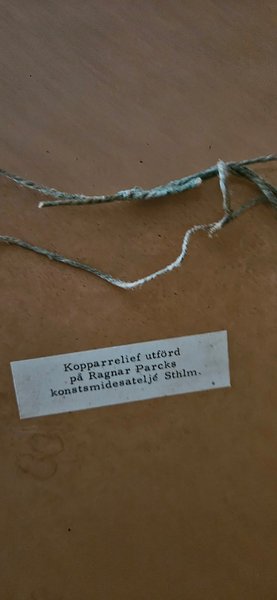 Kopparrelief utförd
på Ragnar Parcks
konstsmidesateljé Sthlm.